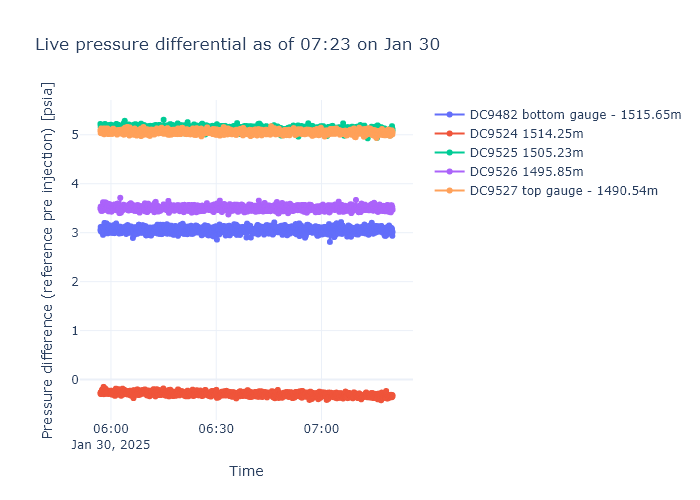 Live pressure differential as of 07:23 on Jan 30
Pressure difference (reference pre injection) [psia]
5
4
3
2
1
0
06:00
06:30
07:00
Jan 30, 2025
Time
DC9482 bottom gauge - 1515.65m
DC9524 1514.25m
DC9525 1505.23m
DC9526 1495.85m
DC9527 top gauge - 1490.54m